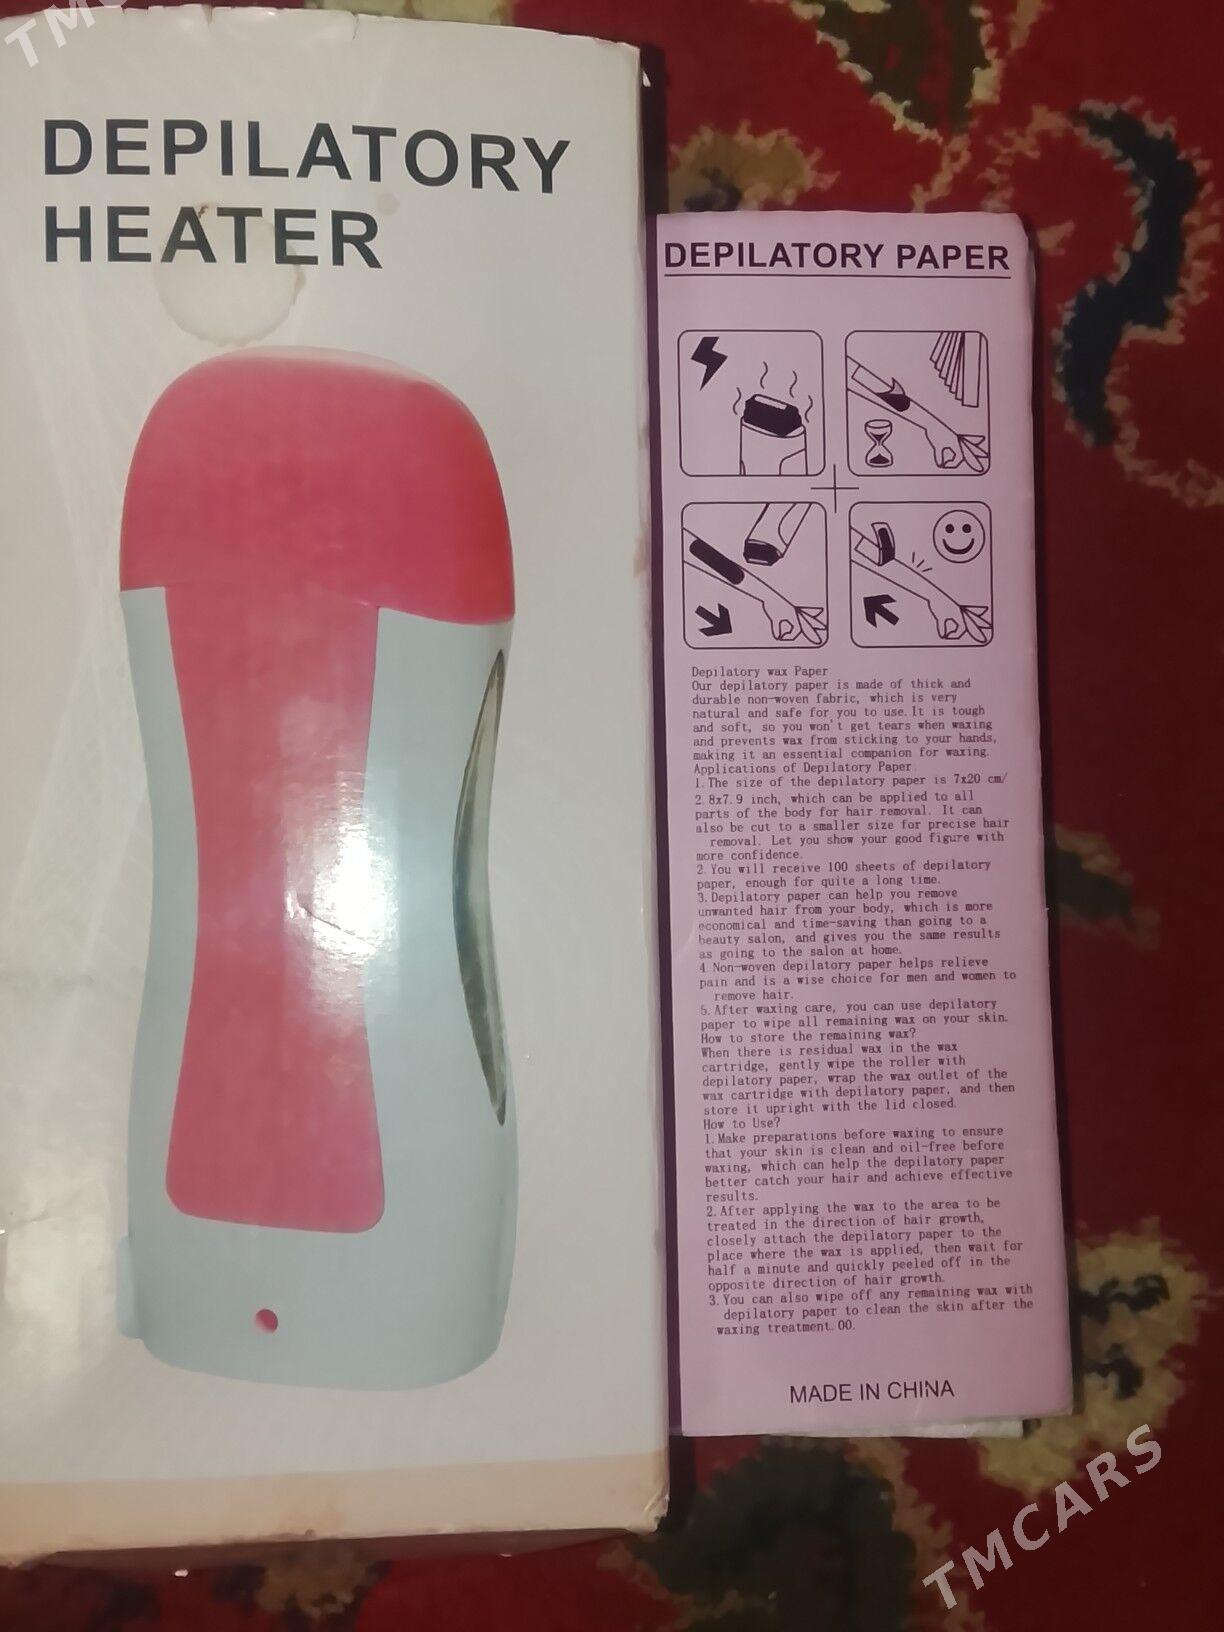 DEPILATORY
HEATER
DEPILATORY PAPER
Depilatory wax Paper
Our depilatory paper is made of thick and
durable non-woven fabric, which is very
natural and safe for you to use. It is tough
and soft, so you won't get tears when waxing
and prevents wax from sticking to your hands,
making it an essential companion for waxing.
Applications of Depilatory Paper
1. The size of the depilatory paper is 7x20 cm/
2.8x7.9 inch, which can be applied to all
parts of the body for hair removal. It can
also be cut to a smaller size for precise hair
removal. Let you show your good figure with
more confidence.
2. You will receive 100 sheets of depilatory
paper, enough for quite a long time.
3. Depilatory paper can help you remove
unwanted hair from your body, which is more
economical and time-saving than going to a
beauty salon, and gives you the same results
as going to the salon at home.
4. Non-woven depilatory paper helps relieve
pain and is a wise choice for men and women to
remove hair.
5. After waxing care, you can use depilatory
paper to wipe all remaining wax on your skin.
How to store the remaining wax?
When there is residual wax in the wax
cartridge, gently wipe the roller with
depilatory paper, wrap the wax outlet of the
wax cartridge with depilatory paper, and then
store it upright with the lid closed.
How to Use?
1. Make preparations before waxing to ensure
that your skin is clean and oil-free before
waxing, which can help the depilatory paper
better catch your hair and achieve effective
results.
2. After applying the wax to the area to be
treated in the direction of hair growth,
closely attach the depilatory paper to the
place where the wax is applied, then wait for
half a minute and quickly peeled off in the
opposite direction of hair growth.
3. You can also wipe off any remaining wax with
depilatory paper to clean the skin after the
waxing treatment. 00.
MADE IN CHINA
TMCARS